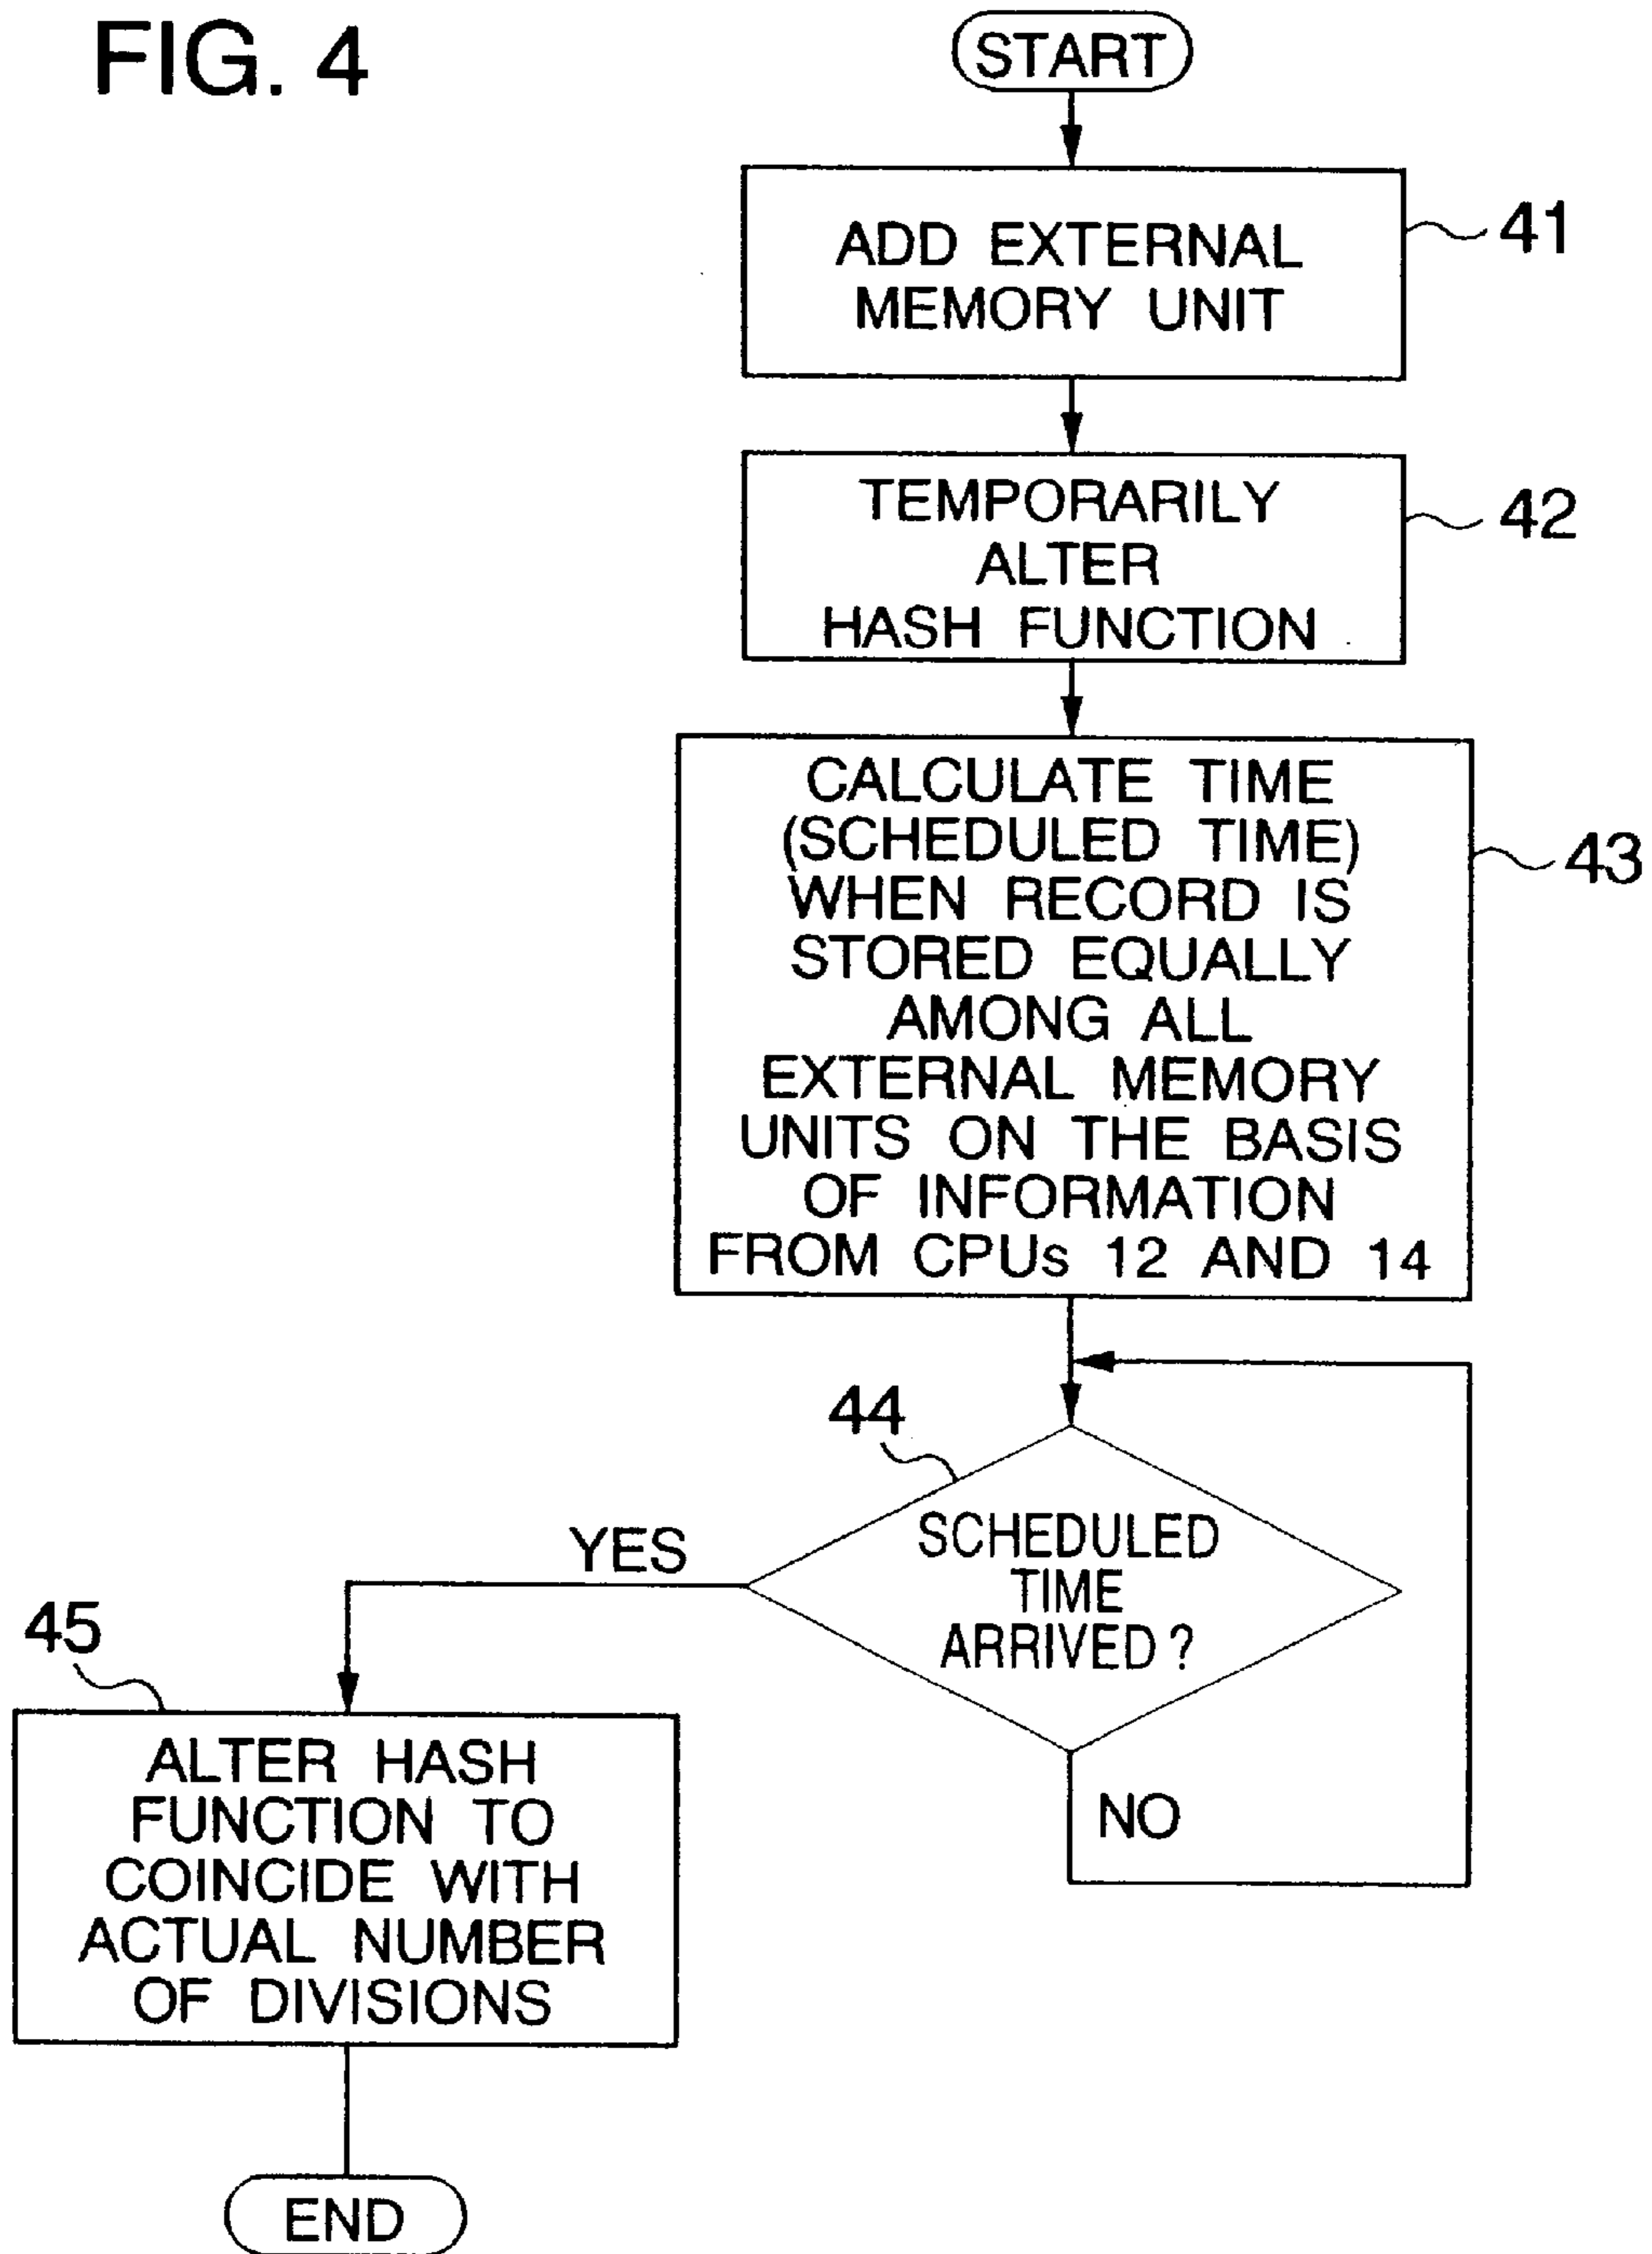 FIG. 4
START
ADD EXTERNAL
MEMORY UNIT
41
TEMPORARILY
ALTER
HASH FUNCTION
42
CALCULATE TIME
(SCHEDULED TIME)
WHEN RECORD IS
STORED EQUALLY
AMONG ALL
EXTERNAL MEMORY
UNITS ON THE BASIS
OF INFORMATION
FROM CPUs 12 AND 14
43
44
SCHEDULED
TIME
ARRIVED?
YES
NO
45
ALTER HASH
FUNCTION TO
COINCIDE WITH
ACTUAL NUMBER
OF DIVISIONS
END